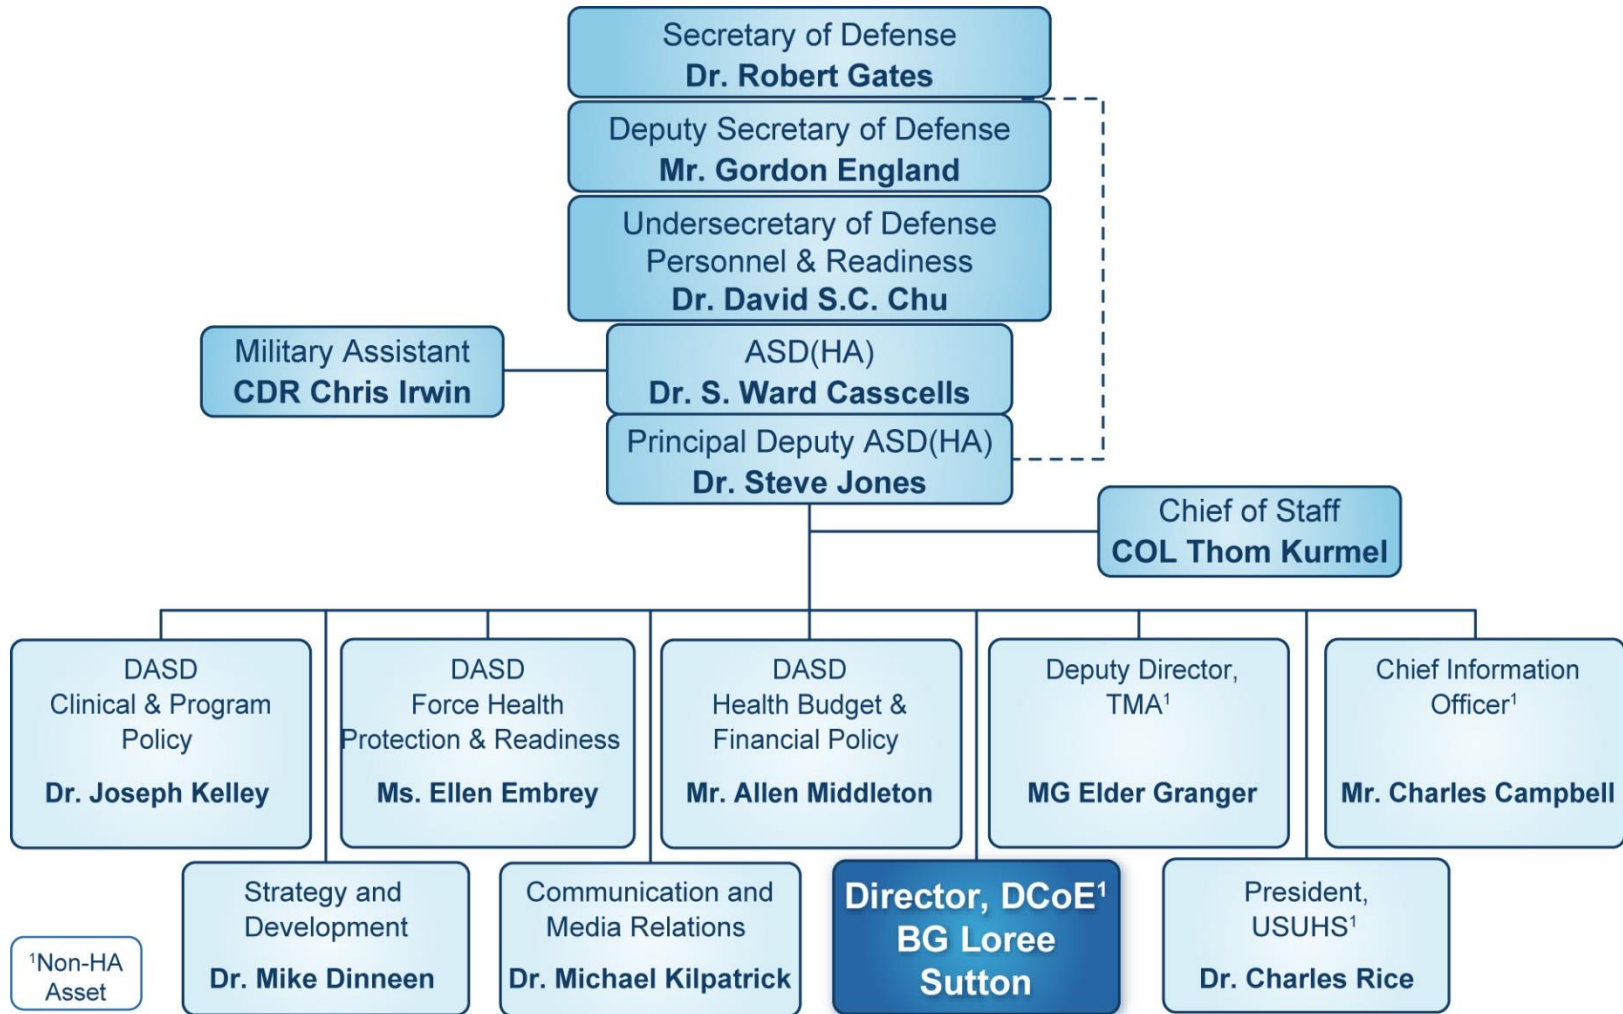 Secretary of Defense
Dr. Robert Gates
Deputy Secretary of Defense
Mr. Gordon England
Undersecretary of Defense
Personnel & Readiness
Dr. David S.C. Chu
Military Assistant
CDR Chris Irwin
ASD(HA)
Dr. S. Ward Casscells
Principal Deputy ASD(HA)
Dr. Steve Jones
Chief of Staff
COL Thom Kurmel
DASD
Clinical & Program
Policy
Dr. Joseph Kelley
DASD
Force Health
Protection & Readiness
Ms. Ellen Embrey
DASD
Health Budget &
Financial Policy
Mr. Allen Middleton
Deputy Director,
TMA¹
MG Elder Granger
Chief Information
Officer¹
Mr. Charles Campbell
Strategy and
Development
Dr. Mike Dinneen
Communication and
Media Relations
Dr. Michael Kilpatrick
Director, DCoE¹
BG Loree
Sutton
President,
USUHS¹
Dr. Charles Rice
¹Non-HA
Asset